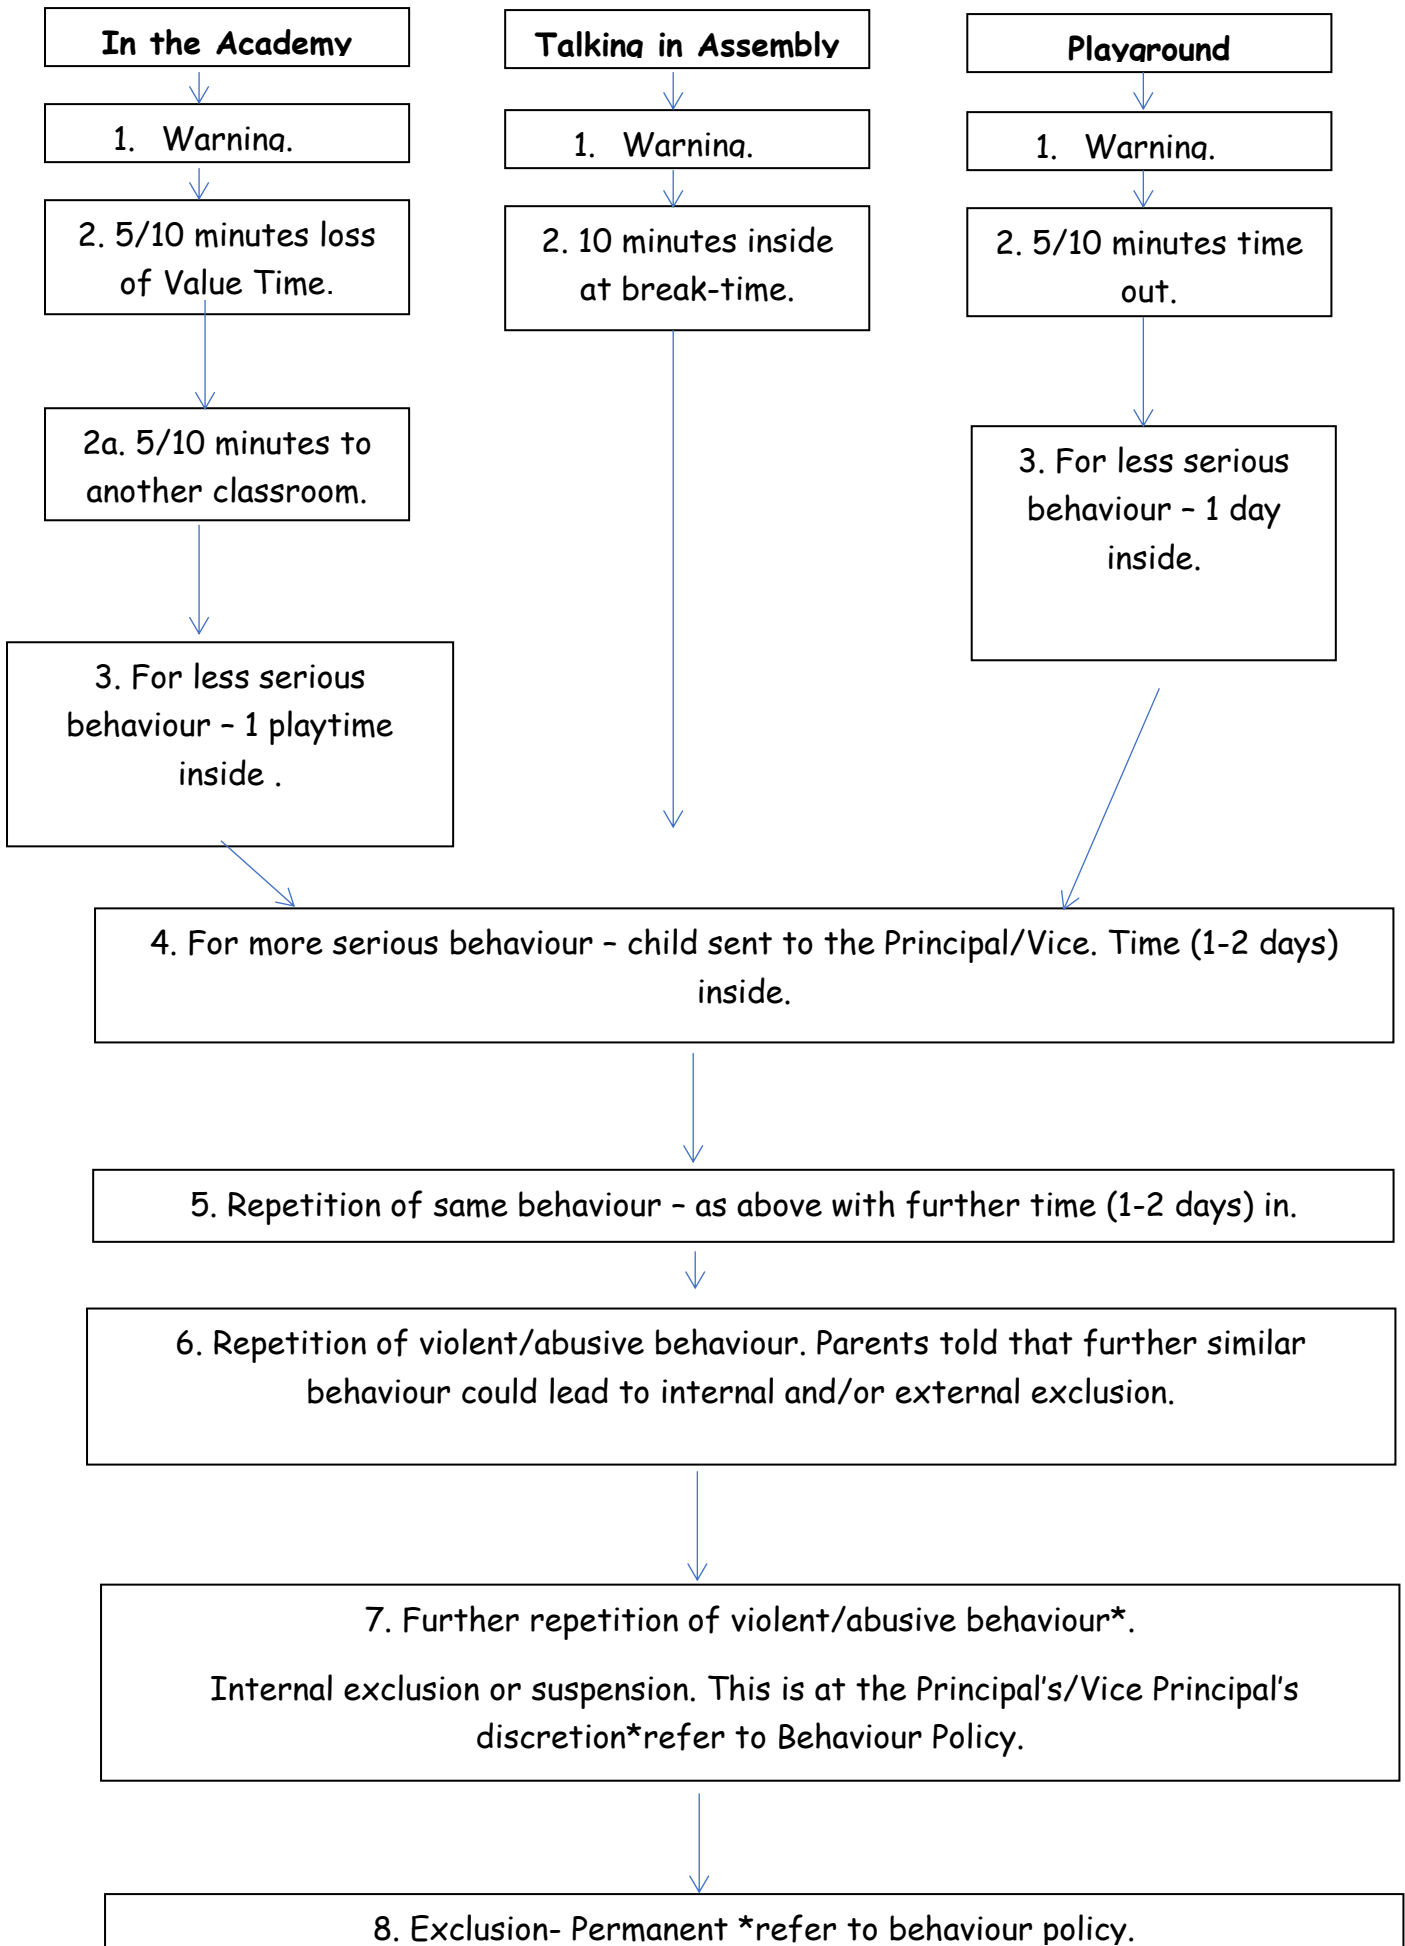 In the Academy
1. Warning.
2. 5/10 minutes loss
of Value Time.
2a. 5/10 minutes to
another classroom.
3. For less serious
behaviour – 1 playtime
inside .
Talking in Assembly
1. Warning.
2. 10 minutes inside
at break-time.
Playground
1. Warning.
2. 5/10 minutes time
out.
3. For less serious
behaviour – 1 day
inside.
4. For more serious behaviour – child sent to the Principal/Vice. Time (1-2 days)
inside.
5. Repetition of same behaviour – as above with further time (1-2 days) in.
6. Repetition of violent/abusive behaviour. Parents told that further similar
behaviour could lead to internal and/or external exclusion.
7. Further repetition of violent/abusive behaviour*.
Internal exclusion or suspension. This is at the Principal’s/Vice Principal’s
discretion*refer to Behaviour Policy.
8. Exclusion- Permanent *refer to behaviour policy.